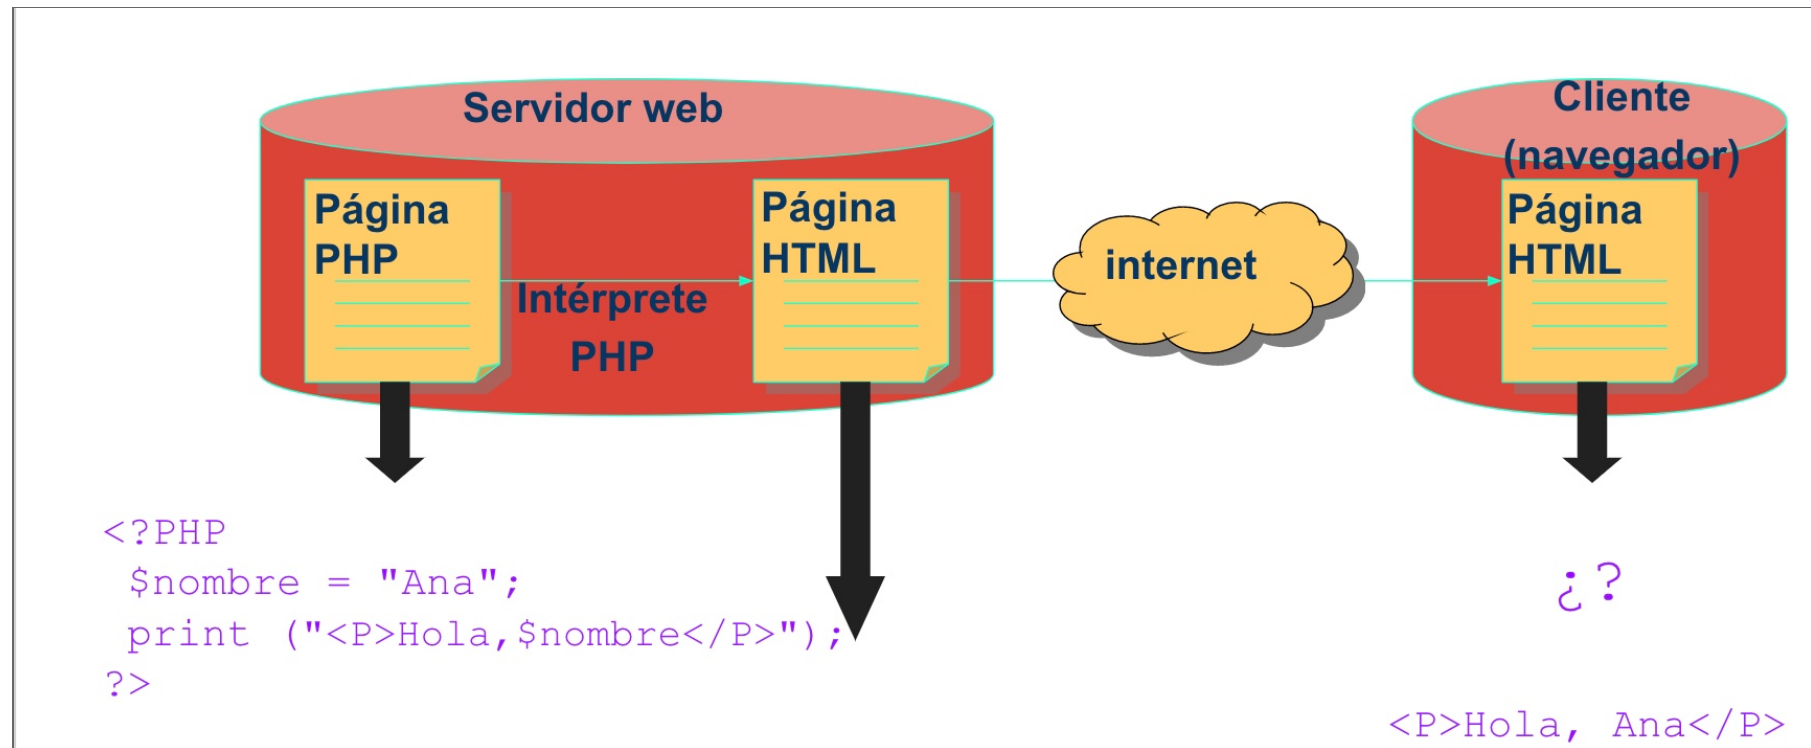 Servidor web
Página
PHP
Intérprete
PHP
Página
HTML
internet
Cliente
(navegador)
Página
HTML
<?PHP
$nombre = "Ana";
print ("<P>Hola,$nombre</P>");
?>
¿?
<P>Hola, Ana</P>